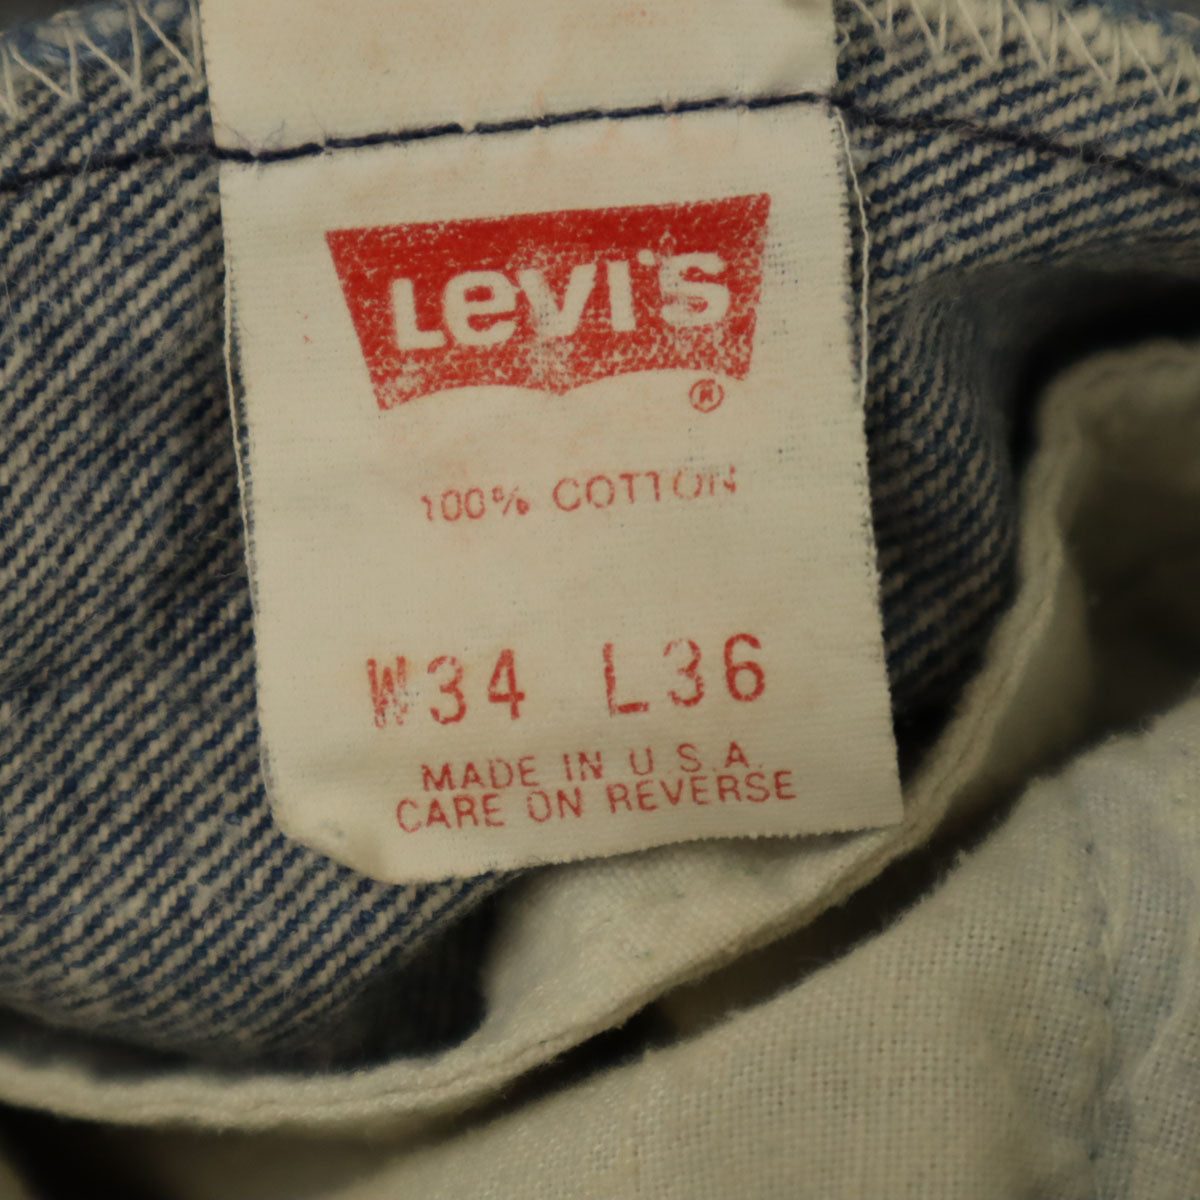 Levi's
®
100% COTTON
W34 L36
MADE IN U.S.A.
CARE ON REVERSE